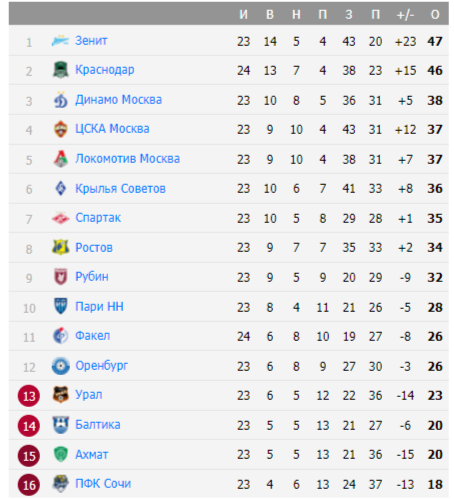 И В Н П З П +/- О
1 Зенит 23 14 5 4 43 20 +23 47
2 Краснодар 24 13 7 4 38 23 +15 46
3 Динамо Москва 23 10 8 5 36 31 +5 38
4 ЦСКА Москва 23 9 10 4 43 31 +12 37
5 Локомотив Москва 23 9 10 4 38 31 +7 37
6 Крылья Советов 23 10 6 7 41 33 +8 36
7 Спартак 23 10 5 8 29 28 +1 35
8 Ростов 23 9 7 7 35 33 +2 34
9 Рубин 23 9 5 9 20 29 -9 32
10 Пари НН 23 8 4 11 21 26 -5 28
11 Факел 24 6 8 10 19 27 -8 26
12 Оренбург 23 6 8 9 27 30 -3 26
13 Урал 23 6 5 12 22 36 -14 23
14 Балтика 23 5 5 13 21 27 -6 20
15 Ахмат 23 5 5 13 21 36 -15 20
16 ПФК Сочи 23 4 6 13 24 37 -13 18